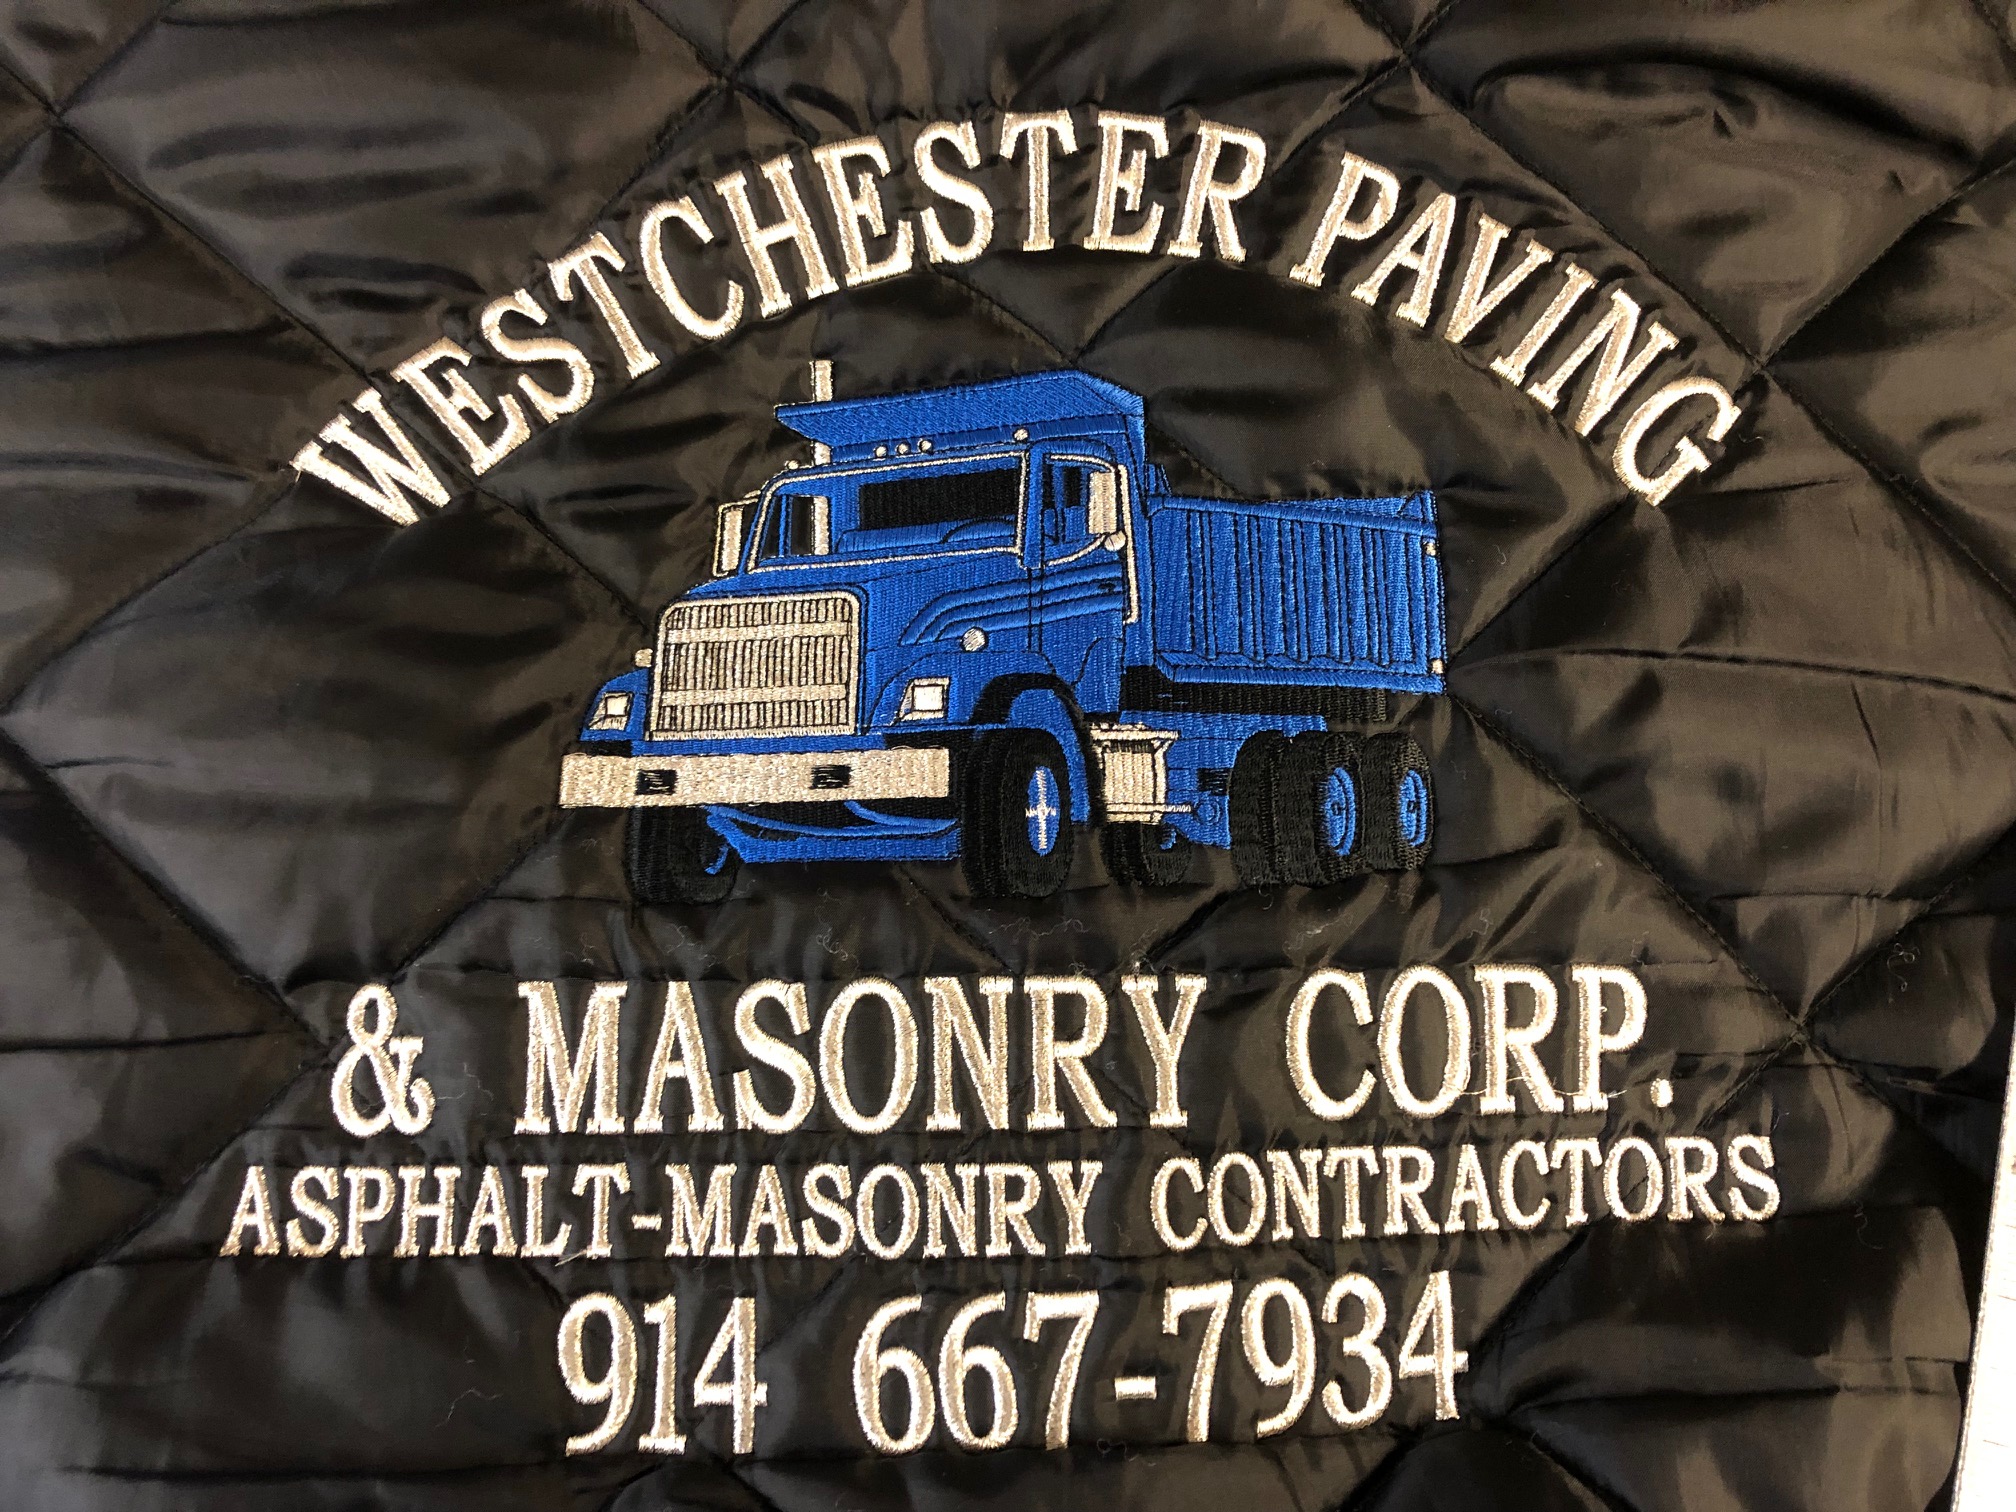 WESTCHESTER PAVING
& MASONRY CORP.
ASPHALT-MASONRY CONTRACTORS
914 667-7934